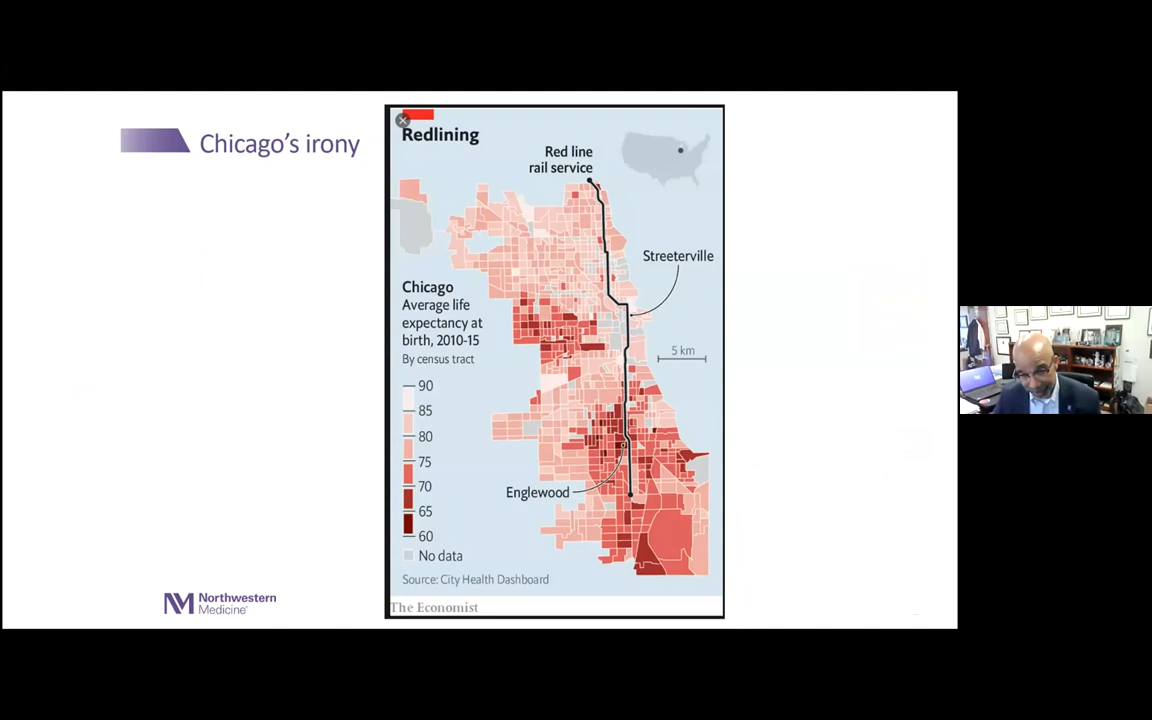 Chicago's irony
Redlining
Red line
rail service
Streeterville
Chicago
Average life
expectancy at
birth, 2010-15
By census tract
5 km
90
85
80
75
70
65
60
No data
Englewood
Source: City Health Dashboard
The Economist
Northwestern
Medicine®